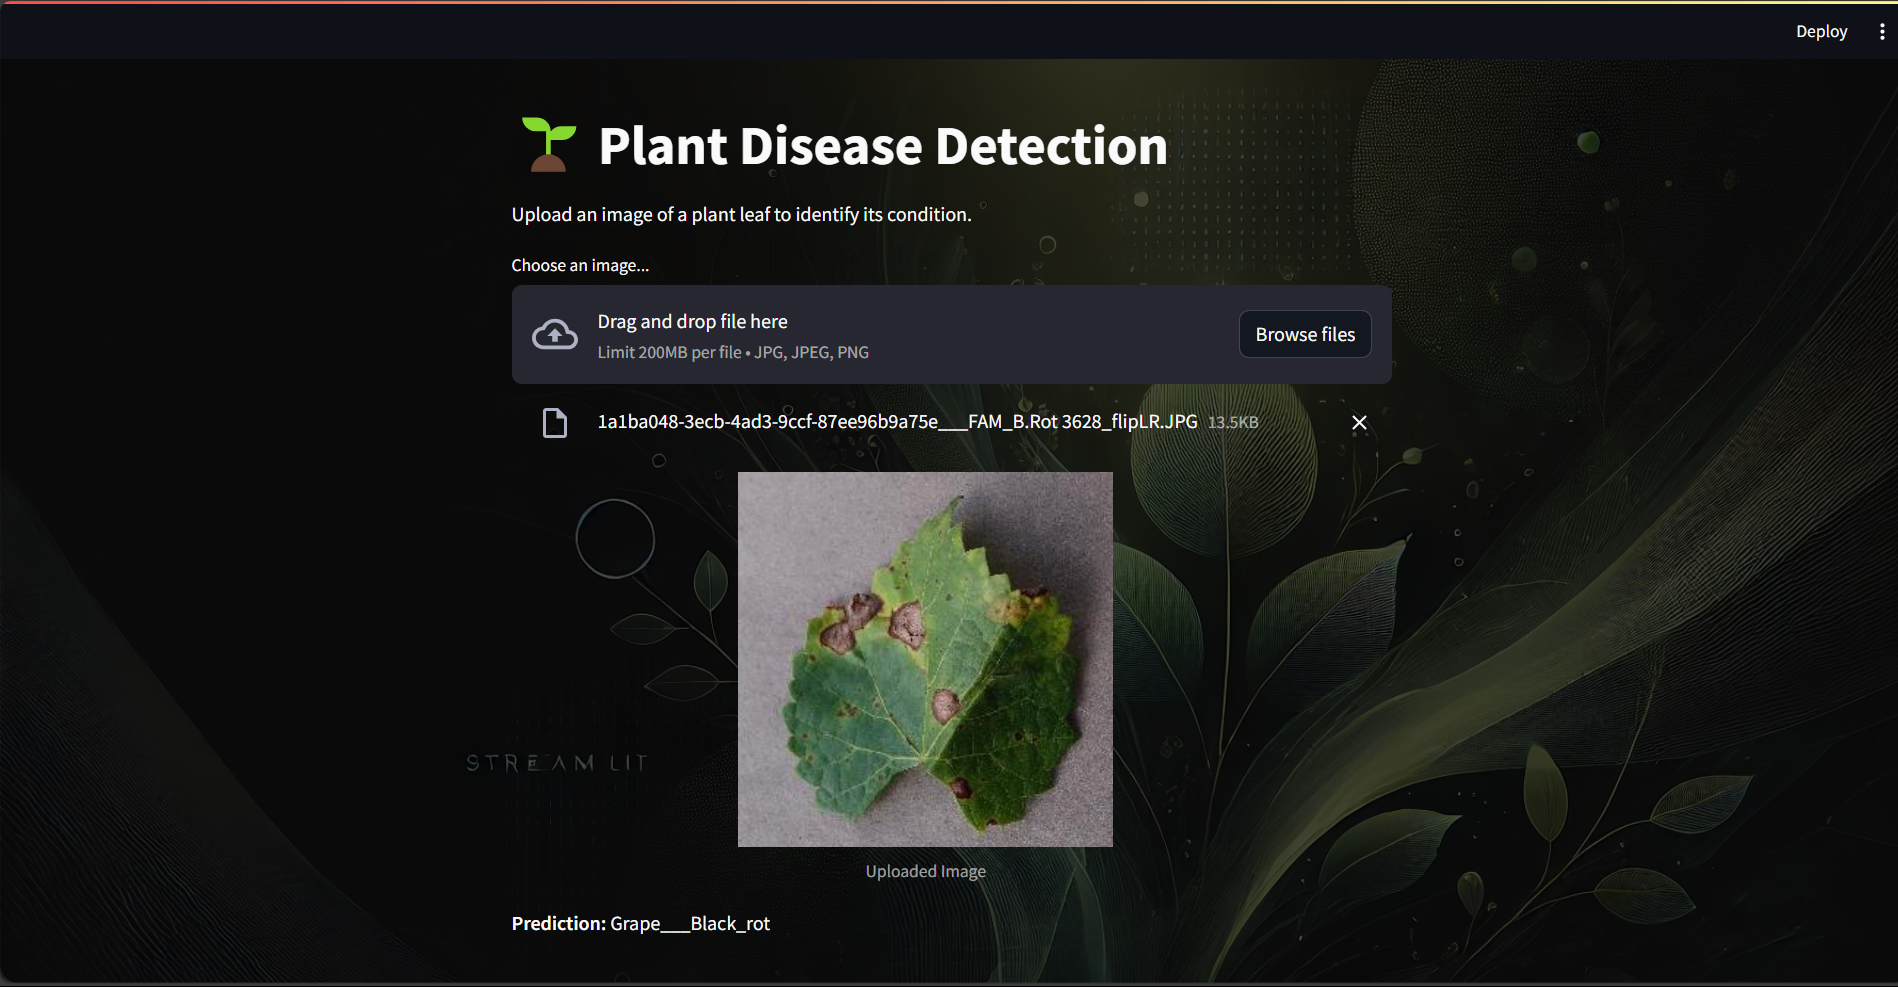 Deploy
Plant Disease Detection
Upload an image of a plant leaf to identify its condition.
Choose an image...
Drag and drop file here
Limit 200MB per file • JPG, JPEG, PNG
Browse files
1a1ba048-3ecb-4ad3-9ccf-87ee96b9a75e___FAM_B.Rot 3628_flipLR.JPG 13.5KB
STREAM LIT
Uploaded Image
Prediction: Grape___Black_rot